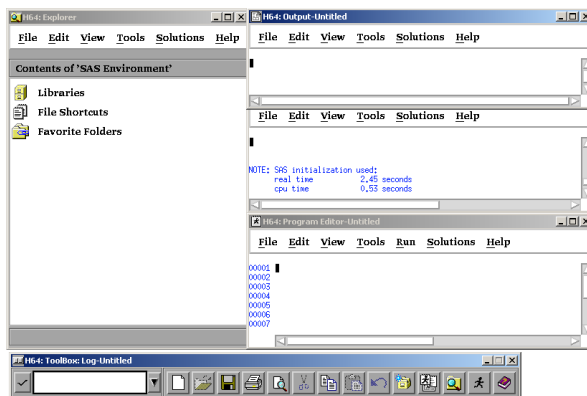 H64: Explorer
File Edit View Tools Solutions Help
Contents of 'SAS Environment'
Libraries
File Shortcuts
Favorite Folders
H64: Output-Untitled
File Edit View Tools Solutions Help
File Edit View Tools Solutions Help
NOTE: SAS initialization used:
real time 2.45 seconds
cpu time 0.53 seconds
H64: Program Editor-Untitled
File Edit View Tools Run Solutions Help
00001
00002
00003
00004
00005
00006
00007
H64: ToolBox: Log-Untitled